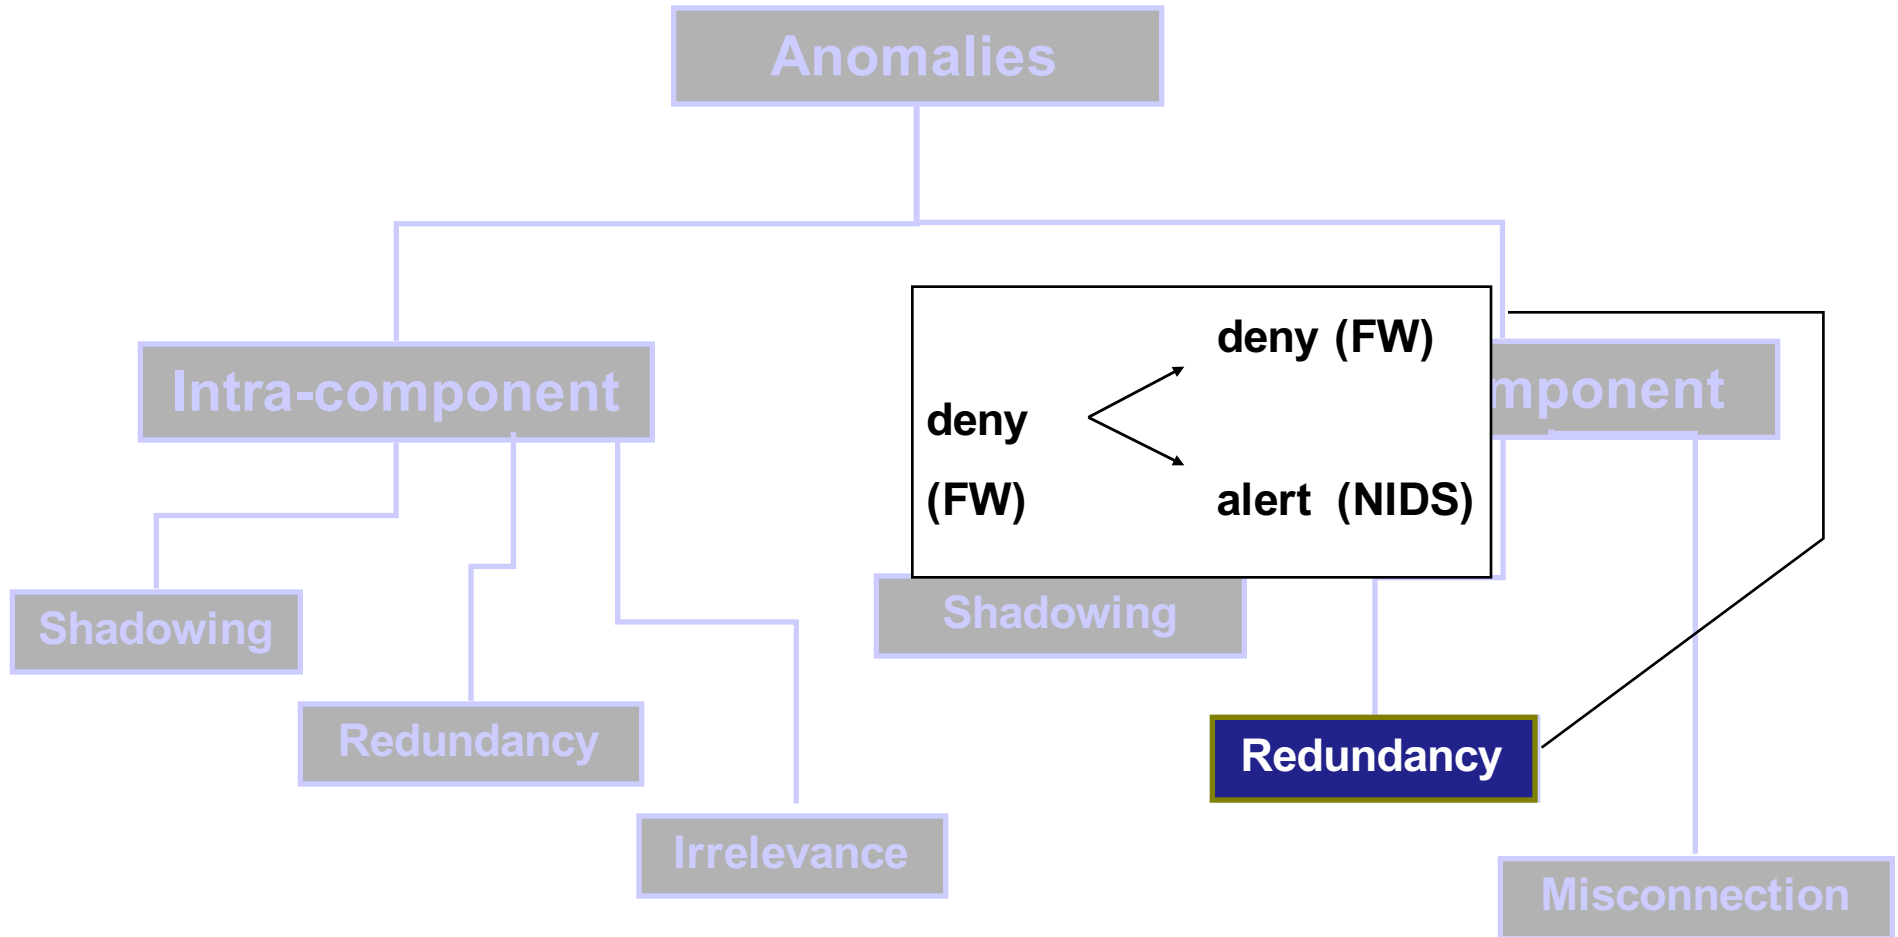 Anomalies
Intra-component
mponent
deny (FW)
deny
(FW)
alert (NIDS)
Shadowing
Redundancy
Irrelevance
Shadowing
Redundancy
Misconnection